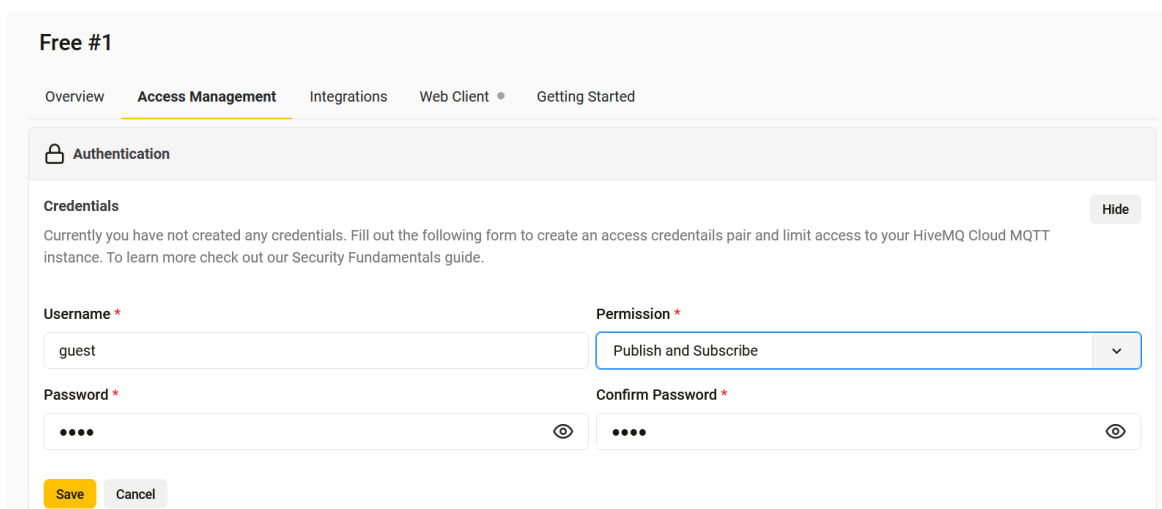 Free #1
Overview Access Management Integrations Web Client Getting Started
Authentication
Credentials
Hide
Currently you have not created any credentials. Fill out the following form to create an access credentails pair and limit access to your HiveMQ Cloud MQTT
instance. To learn more check out our Security Fundamentals guide.
Username * Permission *
guest Publish and Subscribe
Password * Confirm Password *
•••• ••••
Save Cancel